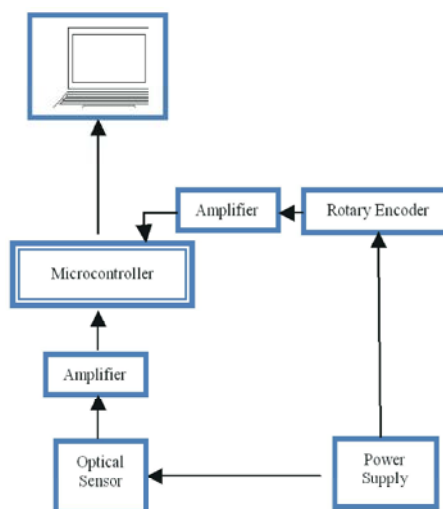 Amplifier
Rotary Encoder
Microcontroller
Amplifier
Optical
Sensor
Power
Supply